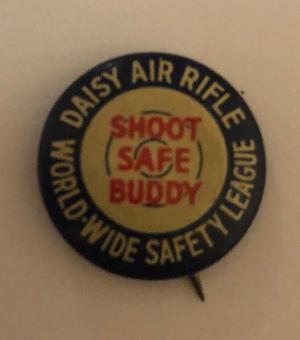 DAISY AIR RIFLE
SHOOT
SAFE
BUDDY
WORLD-WIDE SAFETY LEAGUE